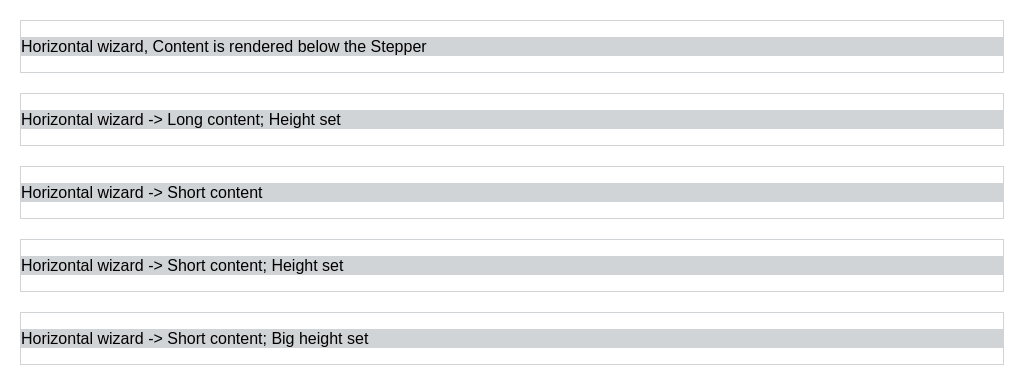 Horizontal wizard, Content is rendered below the Stepper
Horizontal wizard -> Long content; Height set
Horizontal wizard -> Short content
Horizontal wizard -> Short content; Height set
Horizontal wizard -> Short content; Big height set